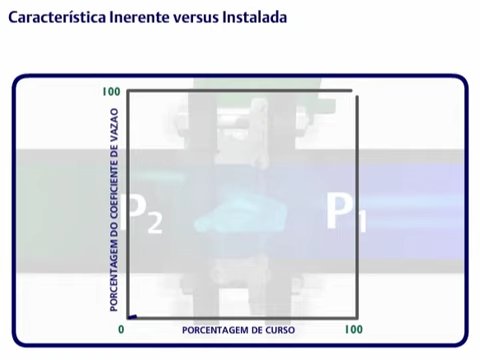 Característica Inerente versus Instalada
100
PORCENTAGEM DO COEFICIENTE DE VAZAO
P2
P1
0
PORCENTAGEM DE CURSO
100